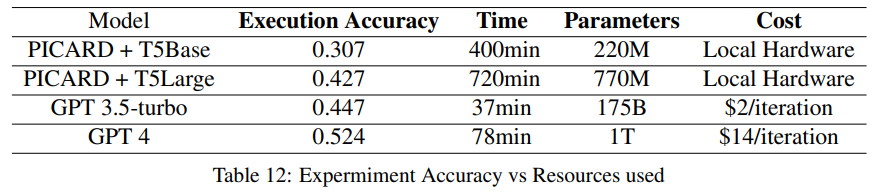 Model Execution Accuracy Time Parameters Cost
PICARD + T5Base 0.307 400min 220M Local Hardware
PICARD + T5Large 0.427 720min 770M Local Hardware
GPT 3.5-turbo 0.447 37min 175B $2/iteration
GPT 4 0.524 78min 1T $14/iteration
Table 12: Expermiment Accuracy vs Resources used